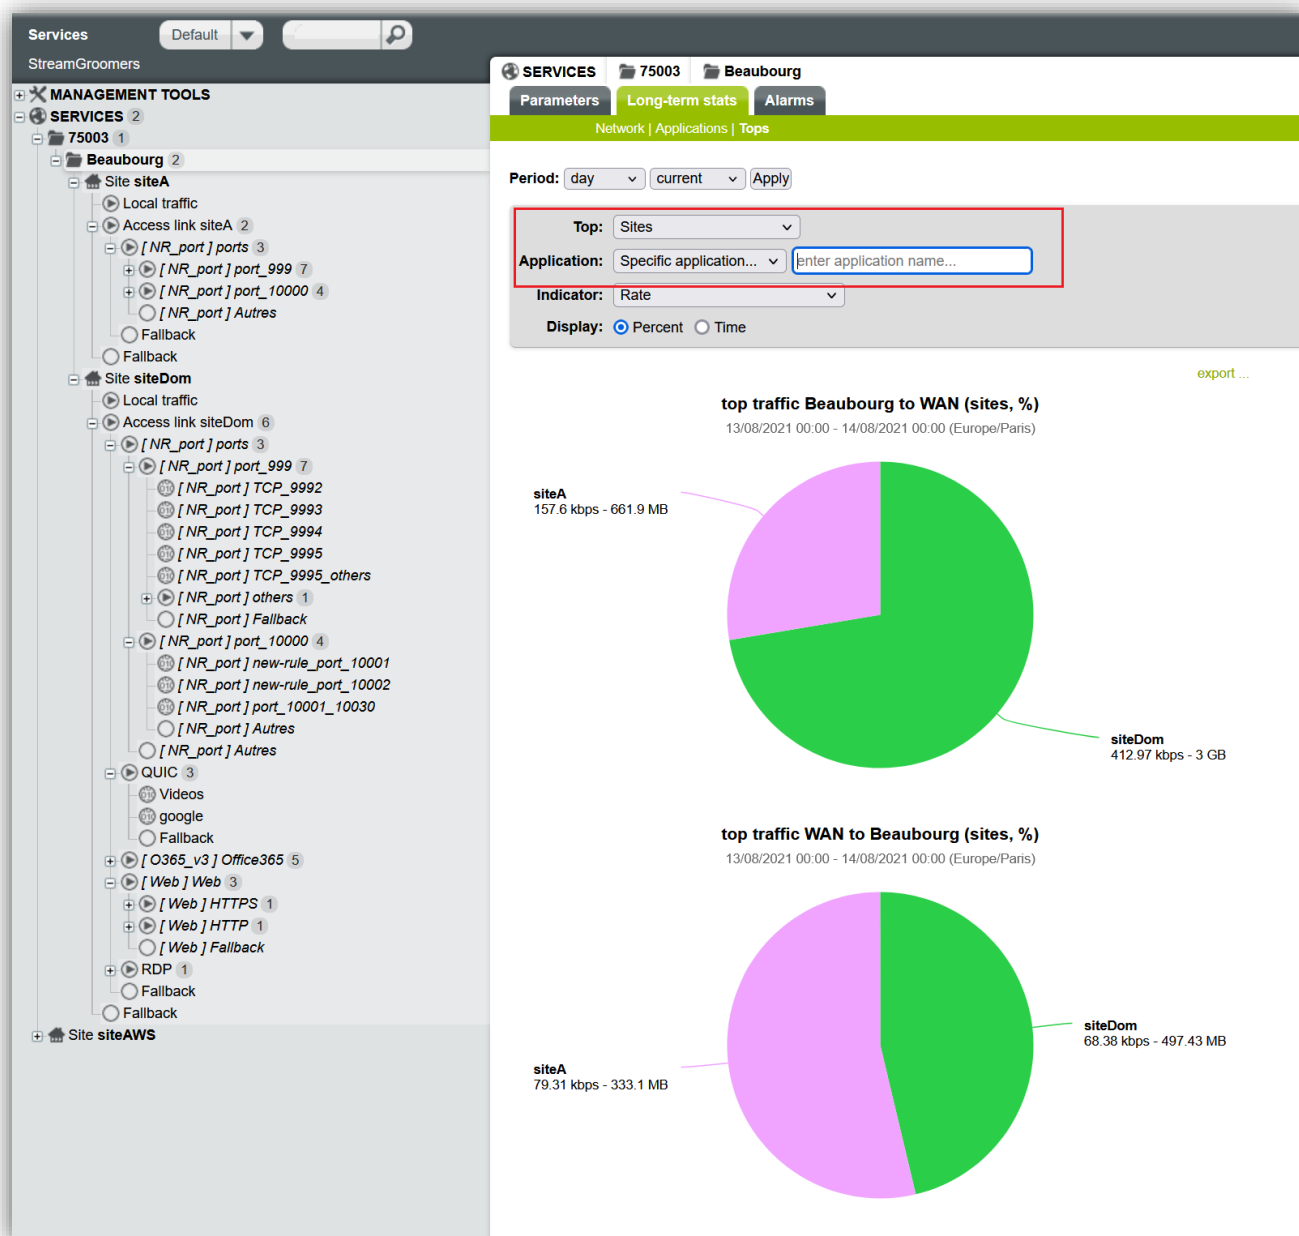 Services
Default
StreamGroomers
MANAGEMENT TOOLS
SERVICES 2
75003 1
Beaubourg 2
Site siteA
Local traffic
Access link siteA 2
[ NR_port ] ports 3
[ NR_port ] port_999 7
[ NR_port ] port_10000 4
[ NR_port ] Autres
Fallback
Fallback
Site siteDom
Local traffic
Access link siteDom 6
[ NR_port ] ports 3
[ NR_port ] port_999 7
[ NR_port ] TCP_9992
[ NR_port ] TCP_9993
[ NR_port ] TCP_9994
[ NR_port ] TCP_9995
[ NR_port ] TCP_9995_others
[ NR_port ] others 1
[ NR_port ] Fallback
[ NR_port ] port_10000 4
[ NR_port ] new-rule_port_10001
[ NR_port ] new-rule_port_10002
[ NR_port ] port_10001_10030
[ NR_port ] Autres
[ NR_port ] Autres
QUIC 3
Videos
google
Fallback
[ O365_v3 ] Office365 5
[ Web ] Web 3
[ Web ] HTTPS 1
[ Web ] HTTP 1
[ Web ] Fallback
RDP 1
Fallback
Fallback
Site siteAWS
SERVICES 75003 Beaubourg
Parameters Long-term stats Alarms
Network | Applications | Tops
Period: day current Apply
Top: Sites
Application: Specific application... enter application name...
Indicator: Rate
Display: Percent Time
export ...
top traffic Beaubourg to WAN (sites, %)
13/08/2021 00:00 - 14/08/2021 00:00 (Europe/Paris)
siteA
157.6 kbps - 661.9 MB
siteDom
412.97 kbps - 3 GB
top traffic WAN to Beaubourg (sites, %)
13/08/2021 00:00 - 14/08/2021 00:00 (Europe/Paris)
siteDom
68.38 kbps - 497.43 MB
siteA
79.31 kbps - 333.1 MB